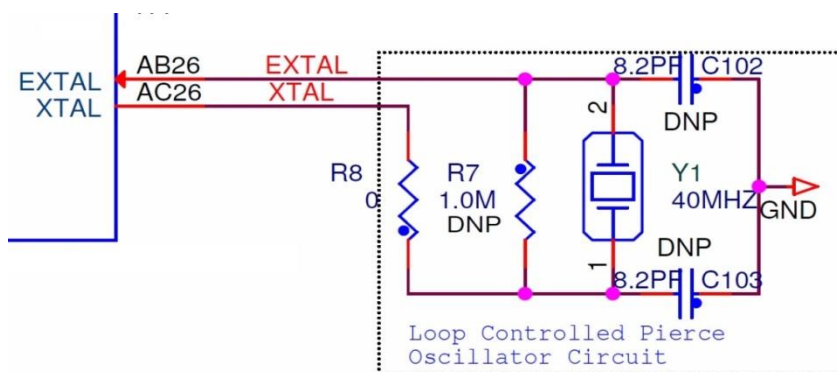 AB26 EXTAL 8.2PF C102
EXTAL
AC26 XTAL
XTAL
2 DNP
R8 R7 Y1
0 1.0M 40MHZ GND
DNP DNP
1
8.2PF C103
Loop Controlled Pierce
Oscillator Circuit